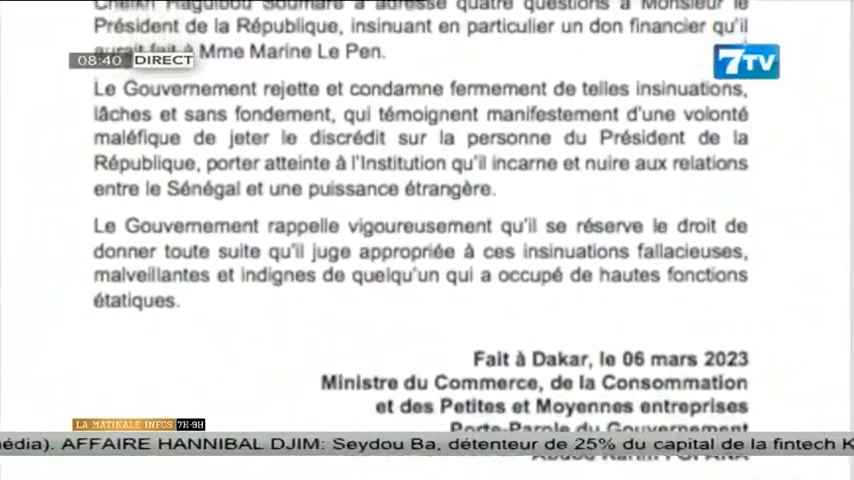 Cheikh Haguibou Soumaré a adressé quatre questions à Monsieur le
Président de la République, insinuant en particulier un don financier qu'il
aurait fait à Mme Marine Le Pen.
08:40 DIRECT
7TV
Le Gouvernement rejette et condamne fermement de telles insinuations,
lâches et sans fondement, qui témoignent manifestement d'une volonté
maléfique de jeter le discrédit sur la personne du Président de la
République, porter atteinte à l'Institution qu'il incarne et nuire aux relations
entre le Sénégal et une puissance étrangère.
Le Gouvernement rappelle vigoureusement qu'il se réserve le droit de
donner toute suite qu'il juge appropriée à ces insinuations fallacieuses,
malveillantes et indignes de quelqu'un qui a occupé de hautes fonctions
étatiques.
Fait à Dakar, le 06 mars 2023
Ministre du Commerce, de la Consommation
et des Petites et Moyennes entreprises
Porte-Parole du Gouvernement
LA MATINALE INFOS 7H-9H
édia). AFFAIRE HANNIBAL DJIM: Seydou Ba, détenteur de 25% du capital de la fintech K